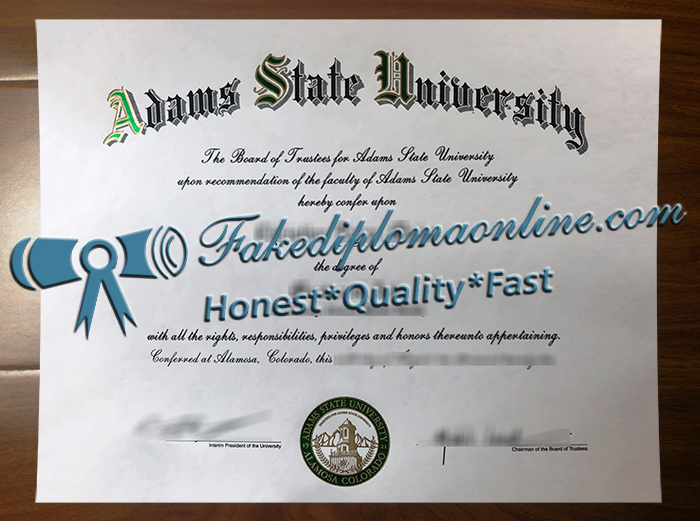 Adams State University
The Board of Trustees for Adams State University
upon recommendation of the faculty of Adams State University
hereby confer upon
Fakediplomaonline.com
the degree of
Honest*Quality*Fast
with all the rights, responsibilities, privileges and honors thereunto appertaining.
Conferred at Alamosa, Colorado, this
ADAMS STATE UNIVERSITY
ALAMOSA COLORADO
Interim President of the University
Chairman of the Board of Trustees